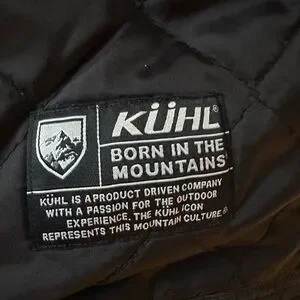 KÜHL®
BORN IN THE
MOUNTAINS®
KÜHL IS A PRODUCT DRIVEN COMPANY
WITH A PASSION FOR THE OUTDOOR
EXPERIENCE. THE KÜHL ICON
REPRESENTS THIS MOUNTAIN CULTURE®